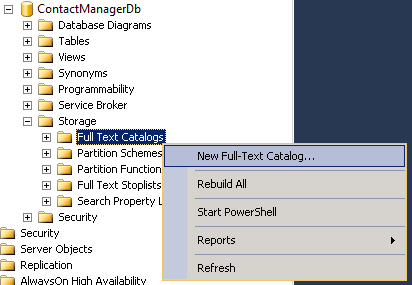 ContactManagerDb
Database Diagrams
Tables
Views
Synonyms
Programmability
Service Broker
Storage
Full Text Catalogs
New Full-Text Catalog...
Partition Schemes
Partition Function
Rebuild All
Full Text Stoplists
Search Property L
Start PowerShell
Security
Security
Reports
Server Objects
Replication
Refresh
AlwaysOn High Availability